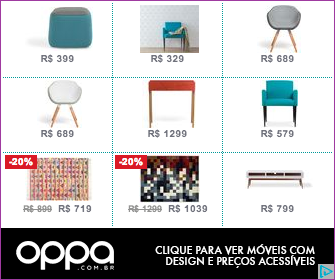 R$ 399
R$ 329
R$ 689
R$ 689
R$ 1299
R$ 579
-20%
-20%
R$ 899 R$ 719
R$ 1299 R$ 1039
R$ 799
oppa
.COM.BR
CLIQUE PARA VER MÓVEIS COM
DESIGN E PREÇOS ACESSÍVEIS